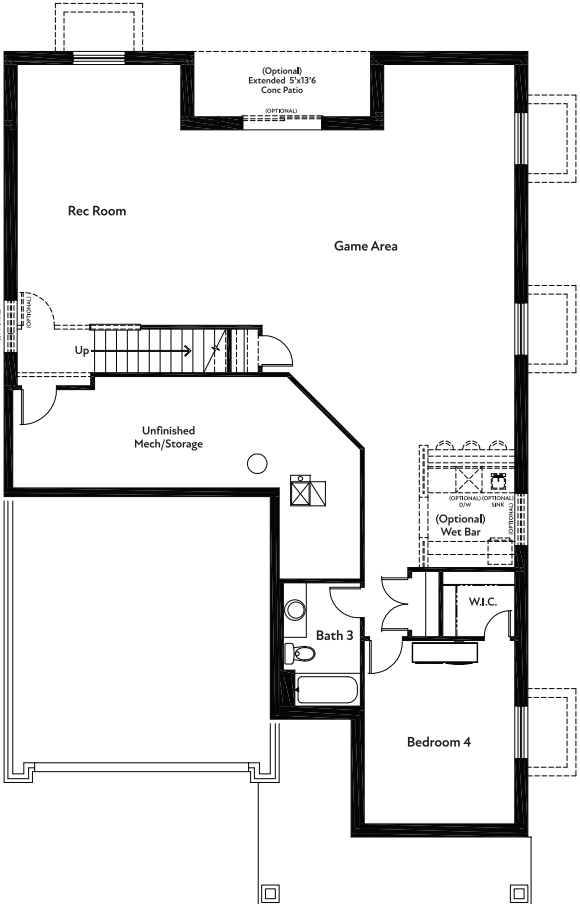 (Optional)
Extended 5'x13'6
Conc Patio
(OPTIONAL)
Rec Room
Game Area
(OPTIONAL)
Up
Unfinished
Mech/Storage
(OPTIONAL) (OPTIONAL)
D/W SINK
(OPTIONAL)
(Optional)
Wet Bar
W.I.C.
Bath 3
Bedroom 4